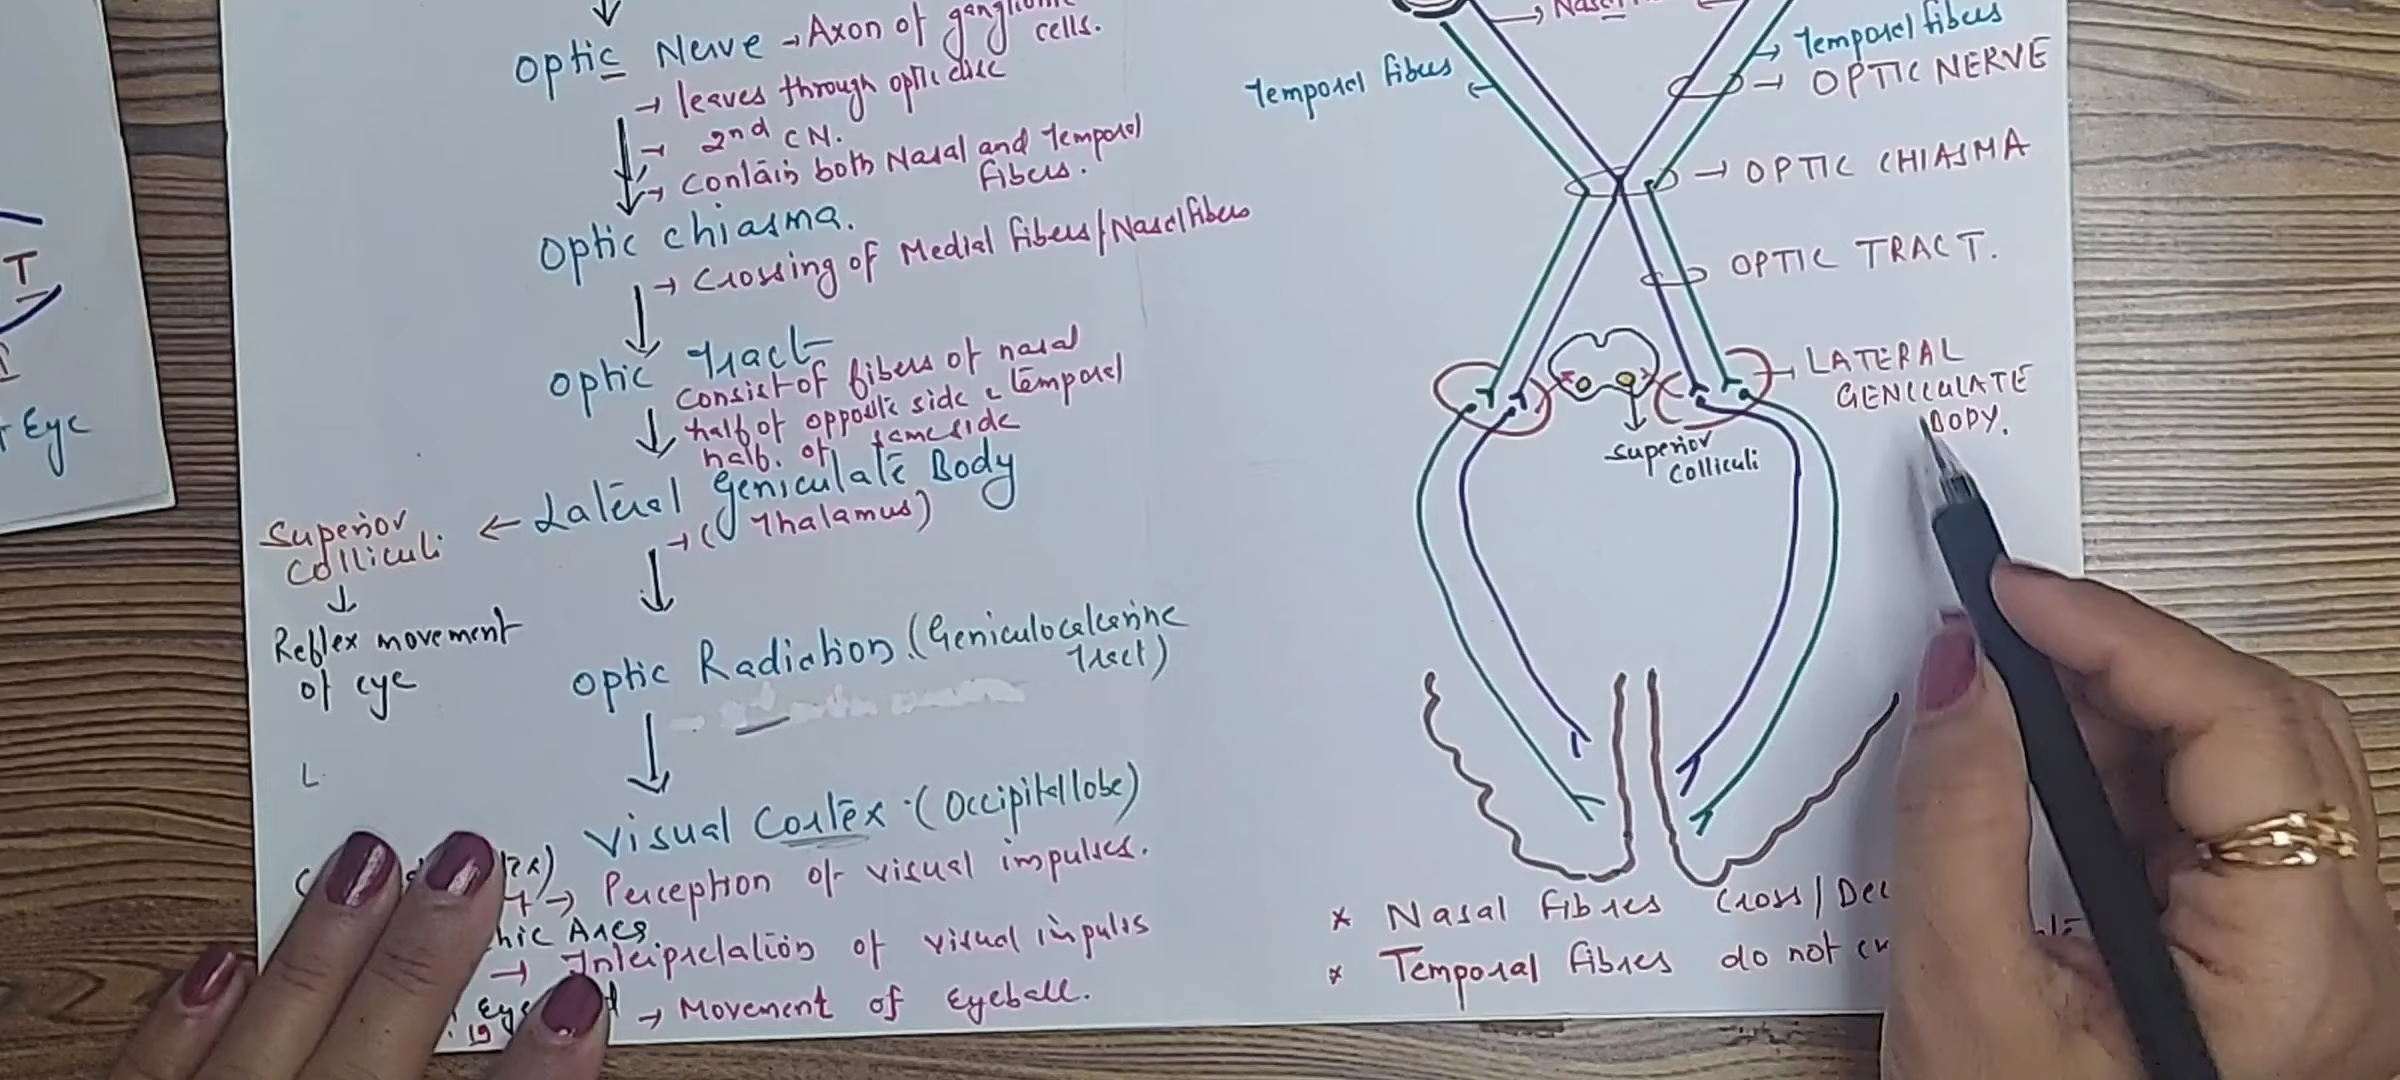 Optic Nerve → Axon of ganglionic
cells.
→ leaves through optic disc
→ 2nd CN.
→ Contain both Nasal and Temporal
fibers.
Optic chiasma.
→ Crossing of Medial fibers/Nasal fibers
Optic Tract
Consist of fibers of nasal
half of opposite side & temporal
half of same side
Superior
Colliculi
← Lateral Geniculate Body
→ (Thalamus)
Reflex movement
of eye
Optic Radiation (Geniculocalcarine
Tract)
L
Visual Cortex (Occipital lobe)
→ Perception of visual impulses.
→ Interpretation of visual impulse
→ Movement of Eyeball.
19
T
Eye
Temporal fibers
Temporal fibers
→ OPTIC NERVE
→ OPTIC CHIASMA
OPTIC TRACT.
LATERAL
GENICULATE
BODY.
Superior
Colliculi
* Nasal fibres Cross/
* Temporal fibres do not